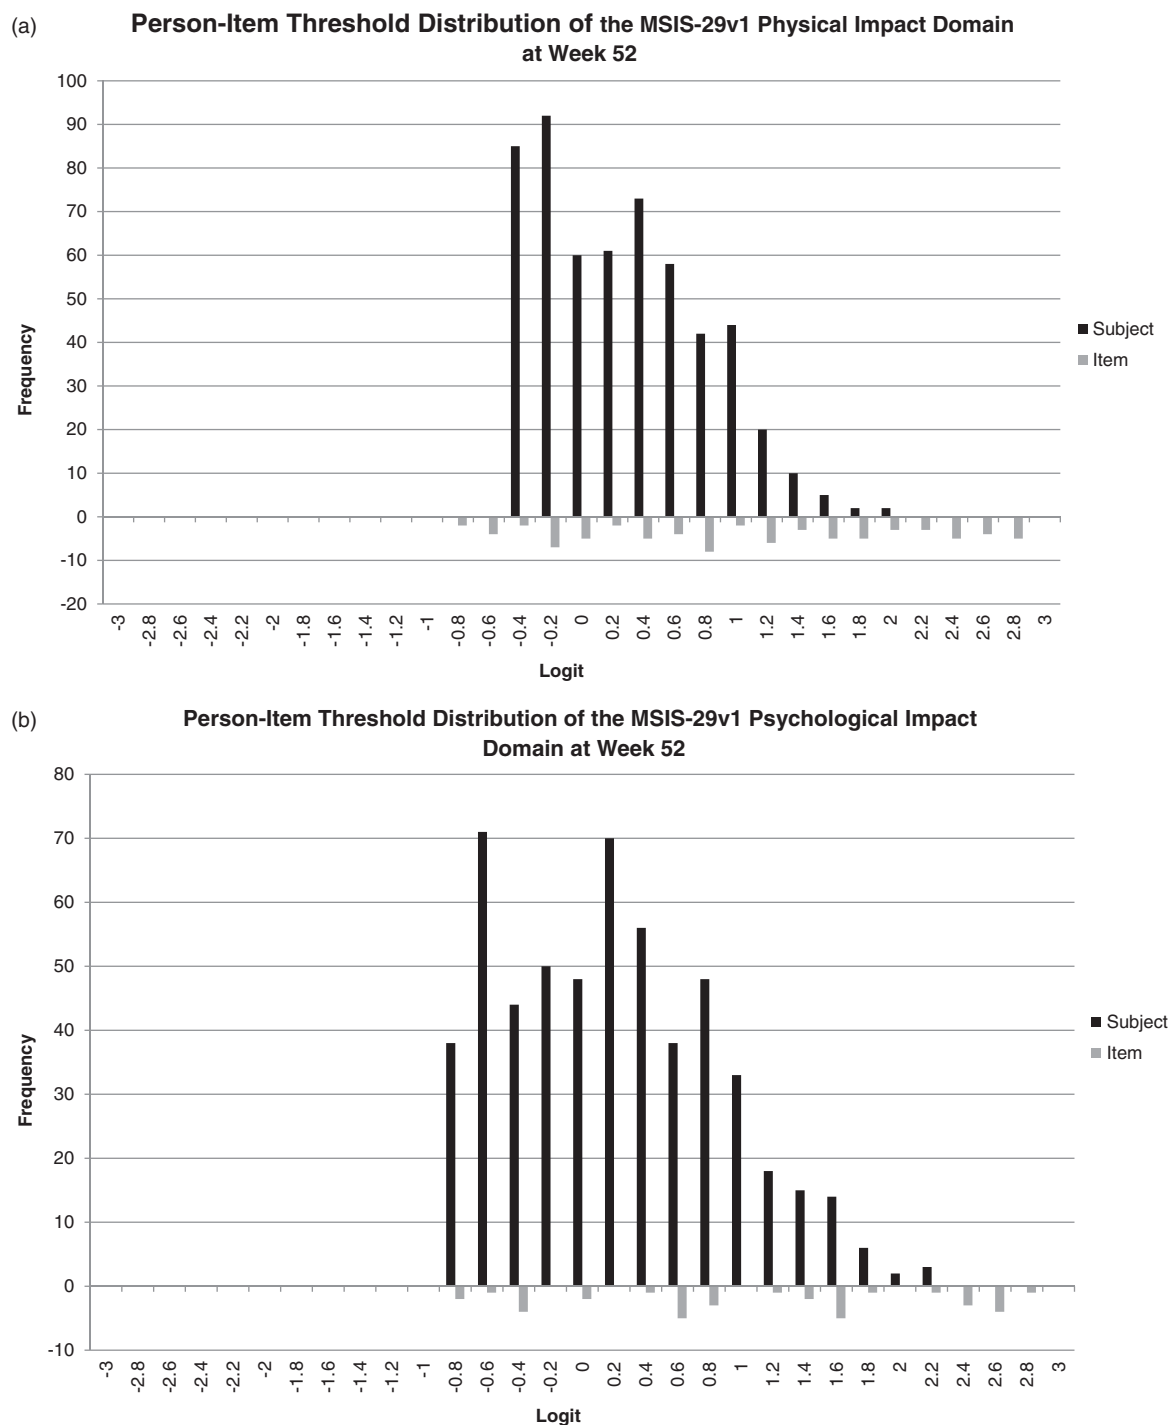 (a)
Person-Item Threshold Distribution of the MSIS-29v1 Physical Impact Domain
at Week 52
100
90
80
70
60
50
40
30
20
10
0
-10
-20
Frequency
Subject
Item
-3 -2.8 -2.6 -2.4 -2.2 -2 -1.8 -1.6 -1.4 -1.2 -1 -0.8 -0.6 -0.4 -0.2 0 0.2 0.4 0.6 0.8 1 1.2 1.4 1.6 1.8 2 2.2 2.4 2.6 2.8 3
Logit
(b)
Person-Item Threshold Distribution of the MSIS-29v1 Psychological Impact
Domain at Week 52
80
70
60
50
40
30
20
10
0
-10
Frequency
Subject
Item
-3 -2.8 -2.6 -2.4 -2.2 -2 -1.8 -1.6 -1.4 -1.2 -1 -0.8 -0.6 -0.4 -0.2 0 0.2 0.4 0.6 0.8 1 1.2 1.4 1.6 1.8 2 2.2 2.4 2.6 2.8 3
Logit